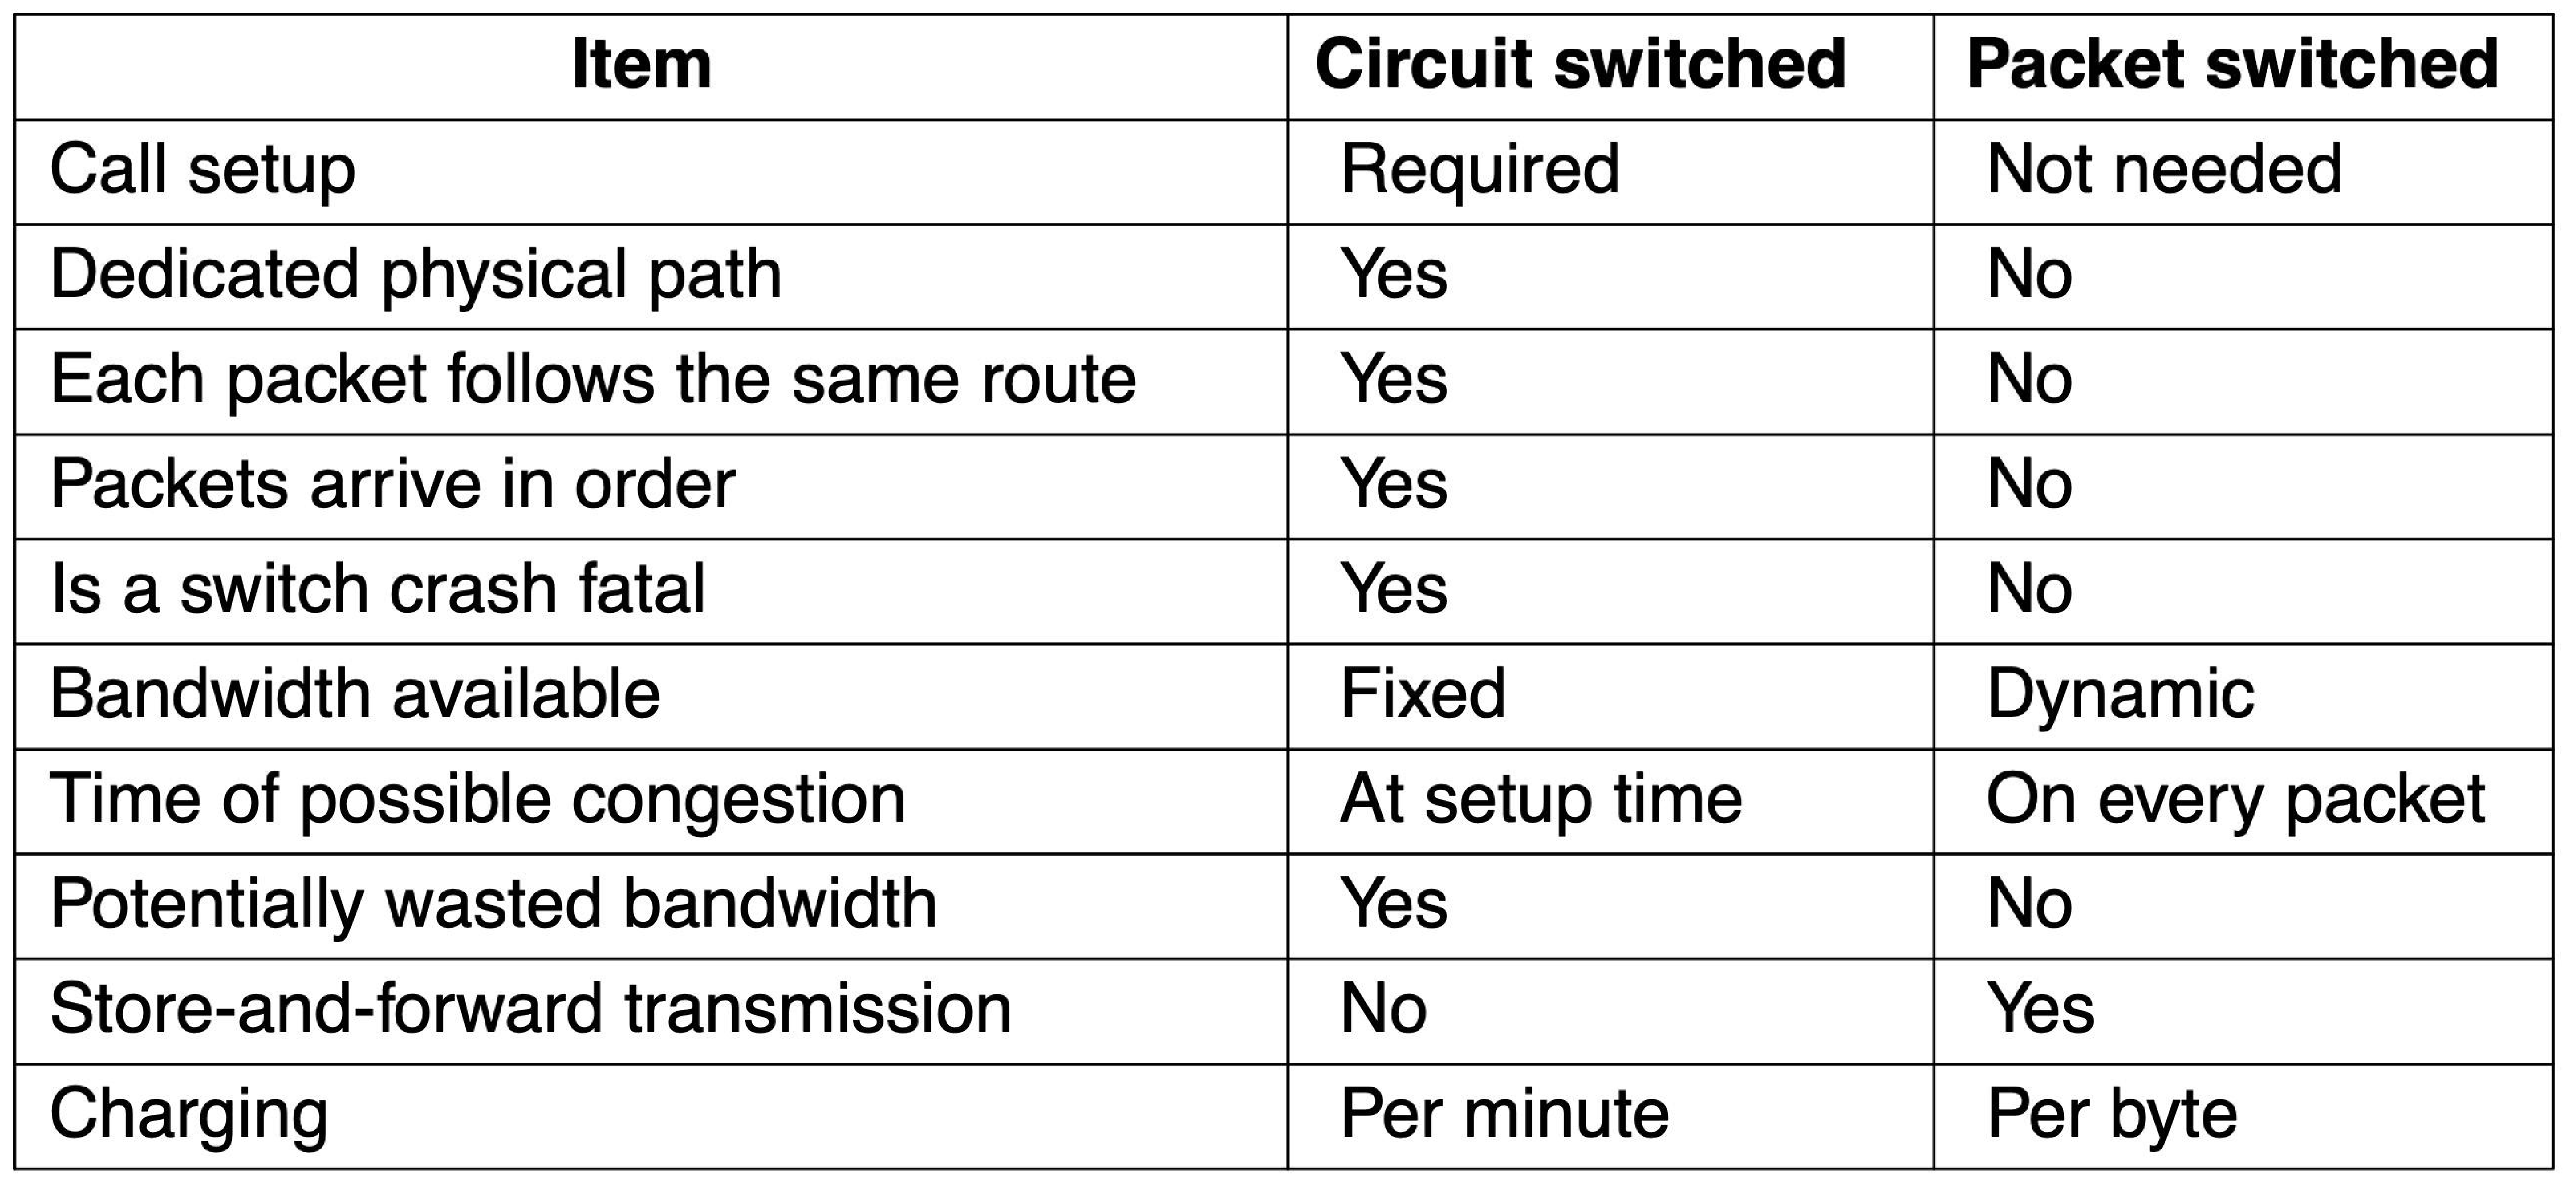 Item Circuit switched Packet switched
Call setup Required Not needed
Dedicated physical path Yes No
Each packet follows the same route Yes No
Packets arrive in order Yes No
Is a switch crash fatal Yes No
Bandwidth available Fixed Dynamic
Time of possible congestion At setup time On every packet
Potentially wasted bandwidth Yes No
Store-and-forward transmission No Yes
Charging Per minute Per byte